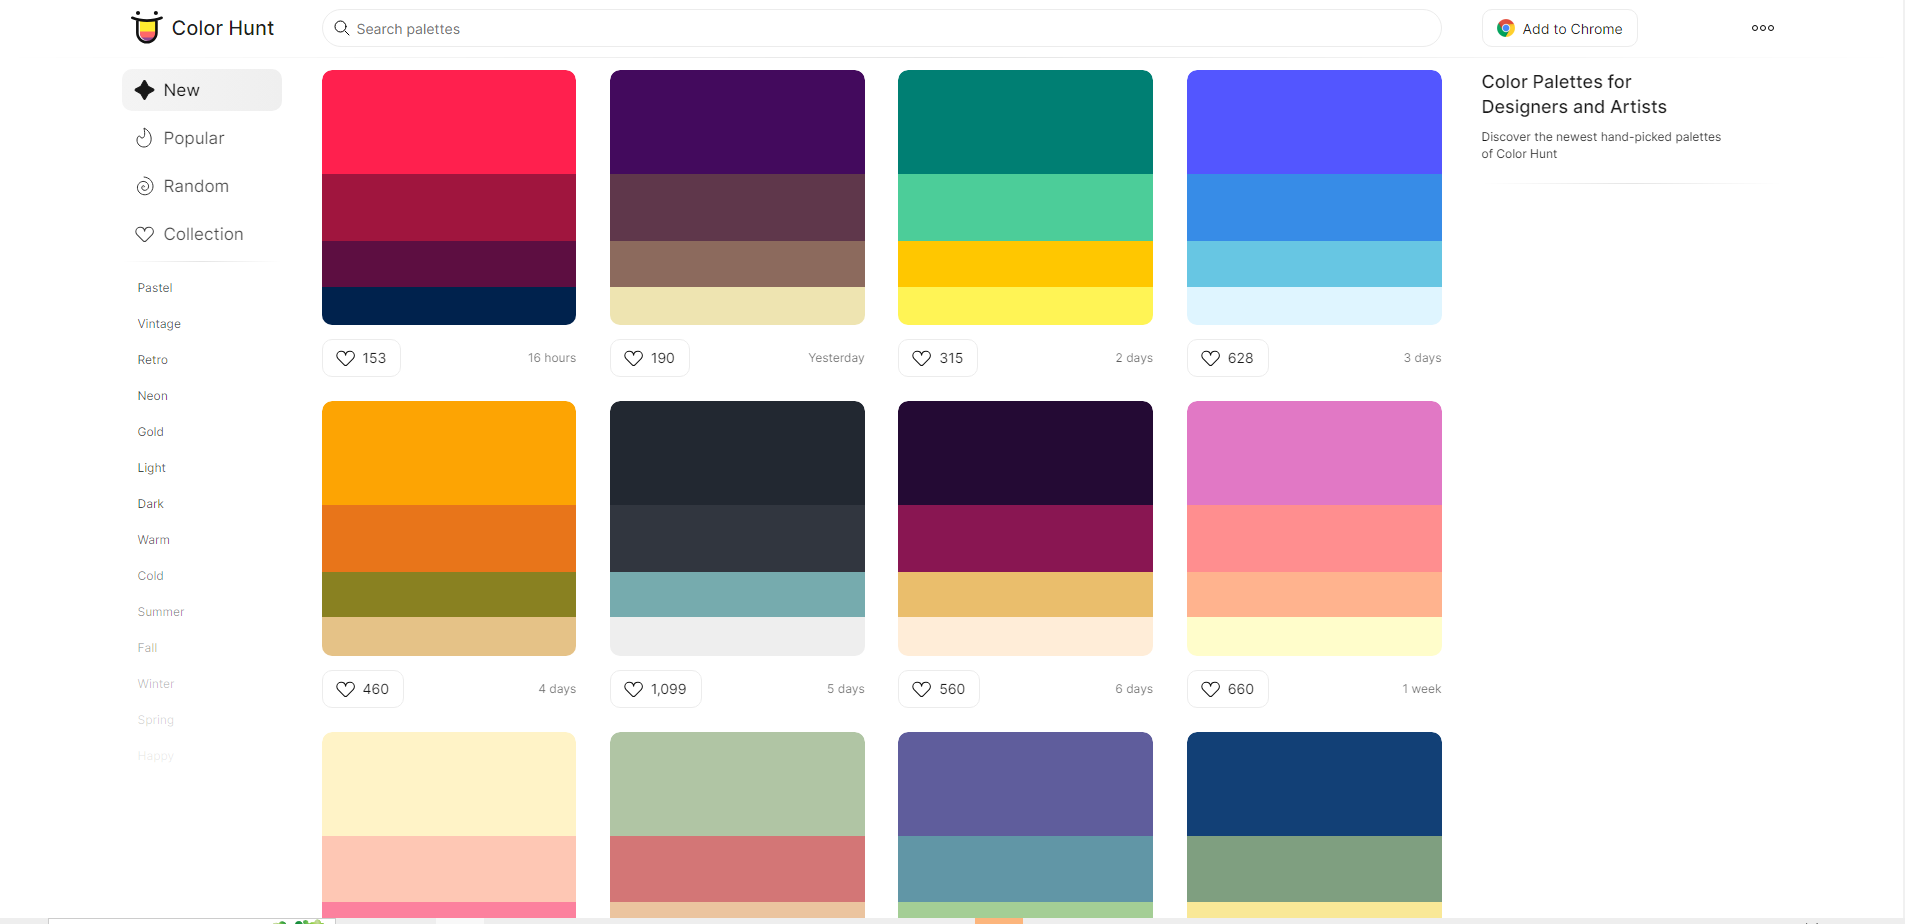 Color Hunt
Search palettes
Add to Chrome
New
Popular
Random
Collection
Pastel
Vintage
Retro
Neon
Gold
Light
Dark
Warm
Cold
Summer
Fall
Winter
Spring
Happy
153
16 hours
190
Yesterday
315
2 days
628
3 days
460
4 days
1,099
5 days
560
6 days
660
1 week
Color Palettes for
Designers and Artists
Discover the newest hand-picked palettes
of Color Hunt